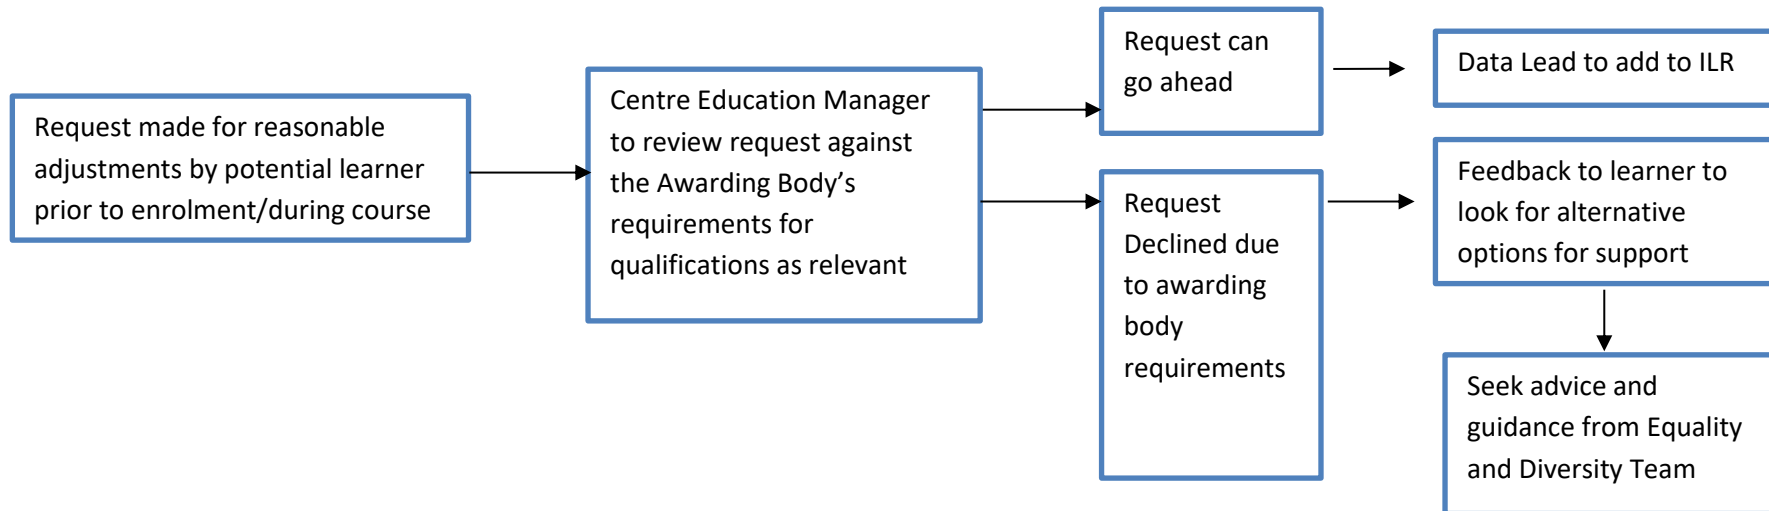 Request made for reasonable
adjustments by potential learner
prior to enrolment/during course
Centre Education Manager
to review request against
the Awarding Body’s
requirements for
qualifications as relevant
Request can
go ahead
Data Lead to add to ILR
Request
Declined due
to awarding
body
requirements
Feedback to learner to
look for alternative
options for support
Seek advice and
guidance from Equality
and Diversity Team